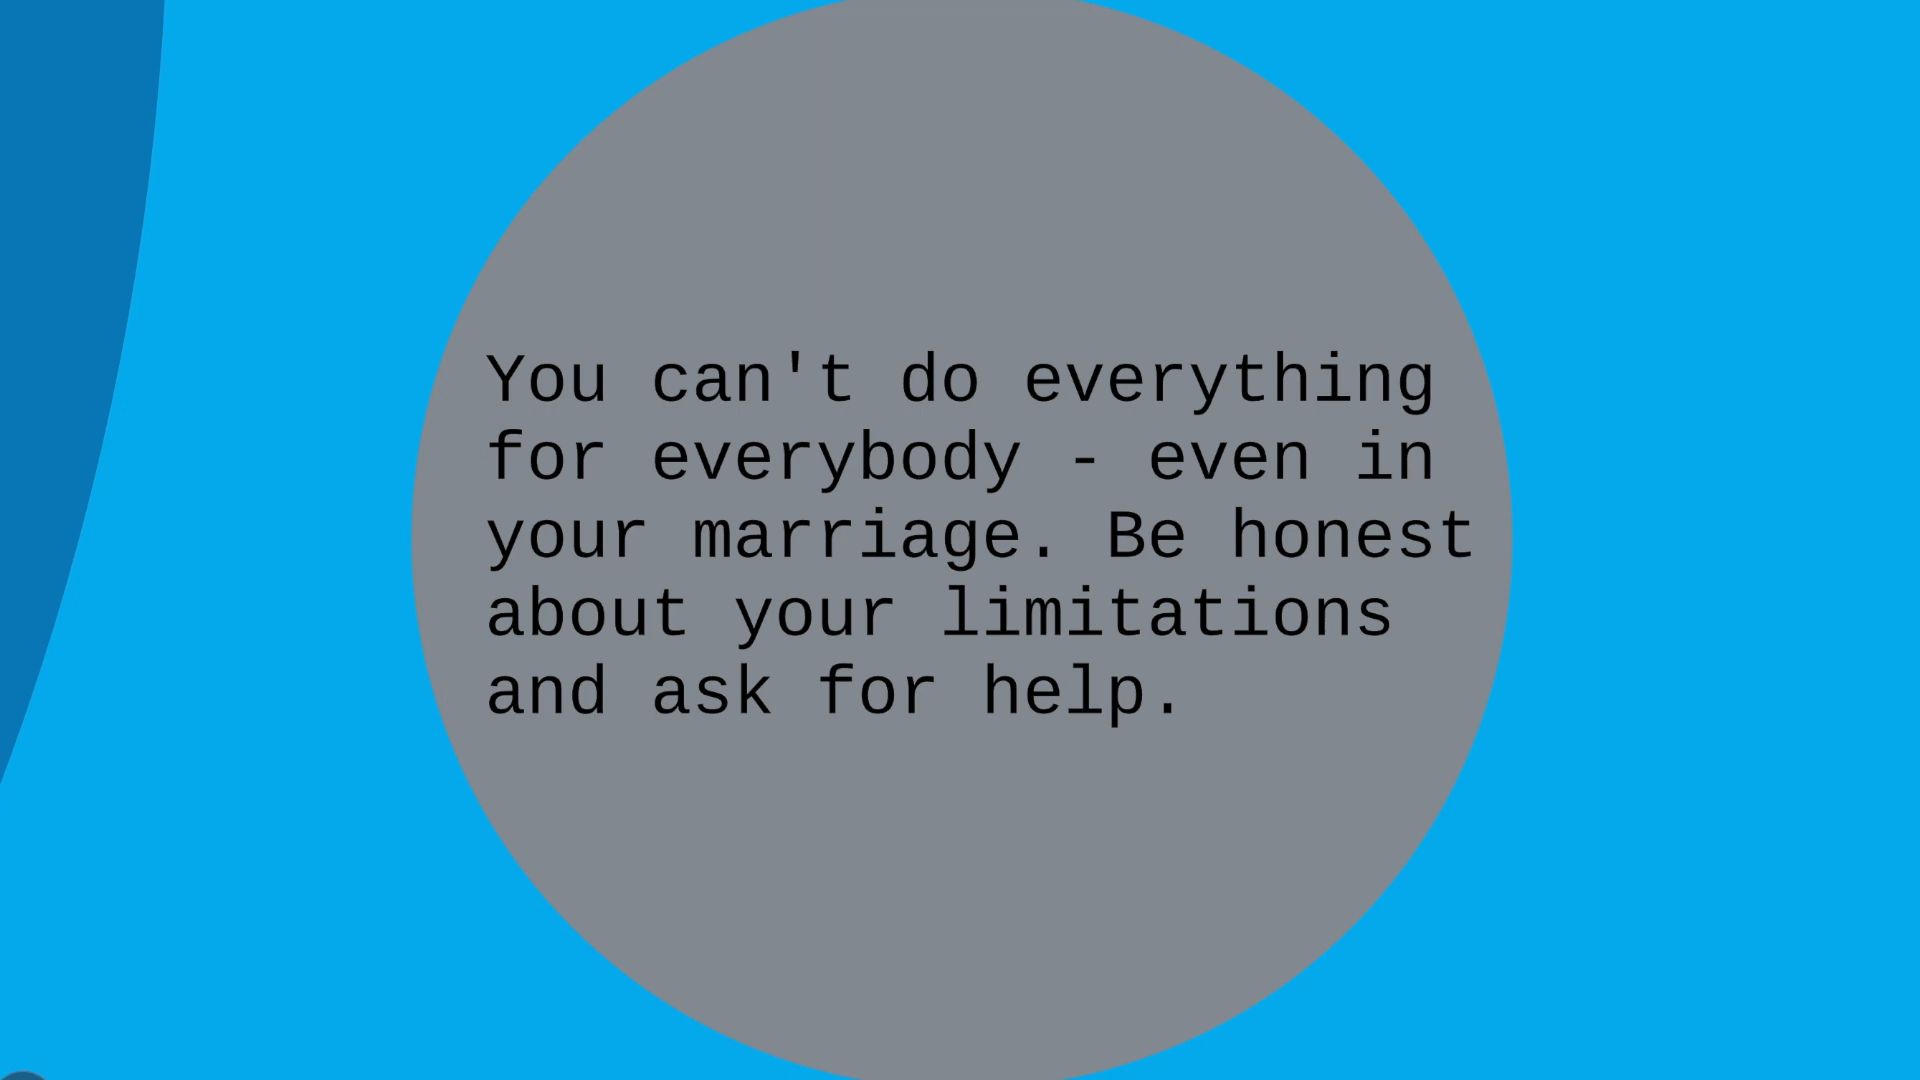 You can't do everything
for everybody - even in
your marriage. Be honest
about your limitations
and ask for help.